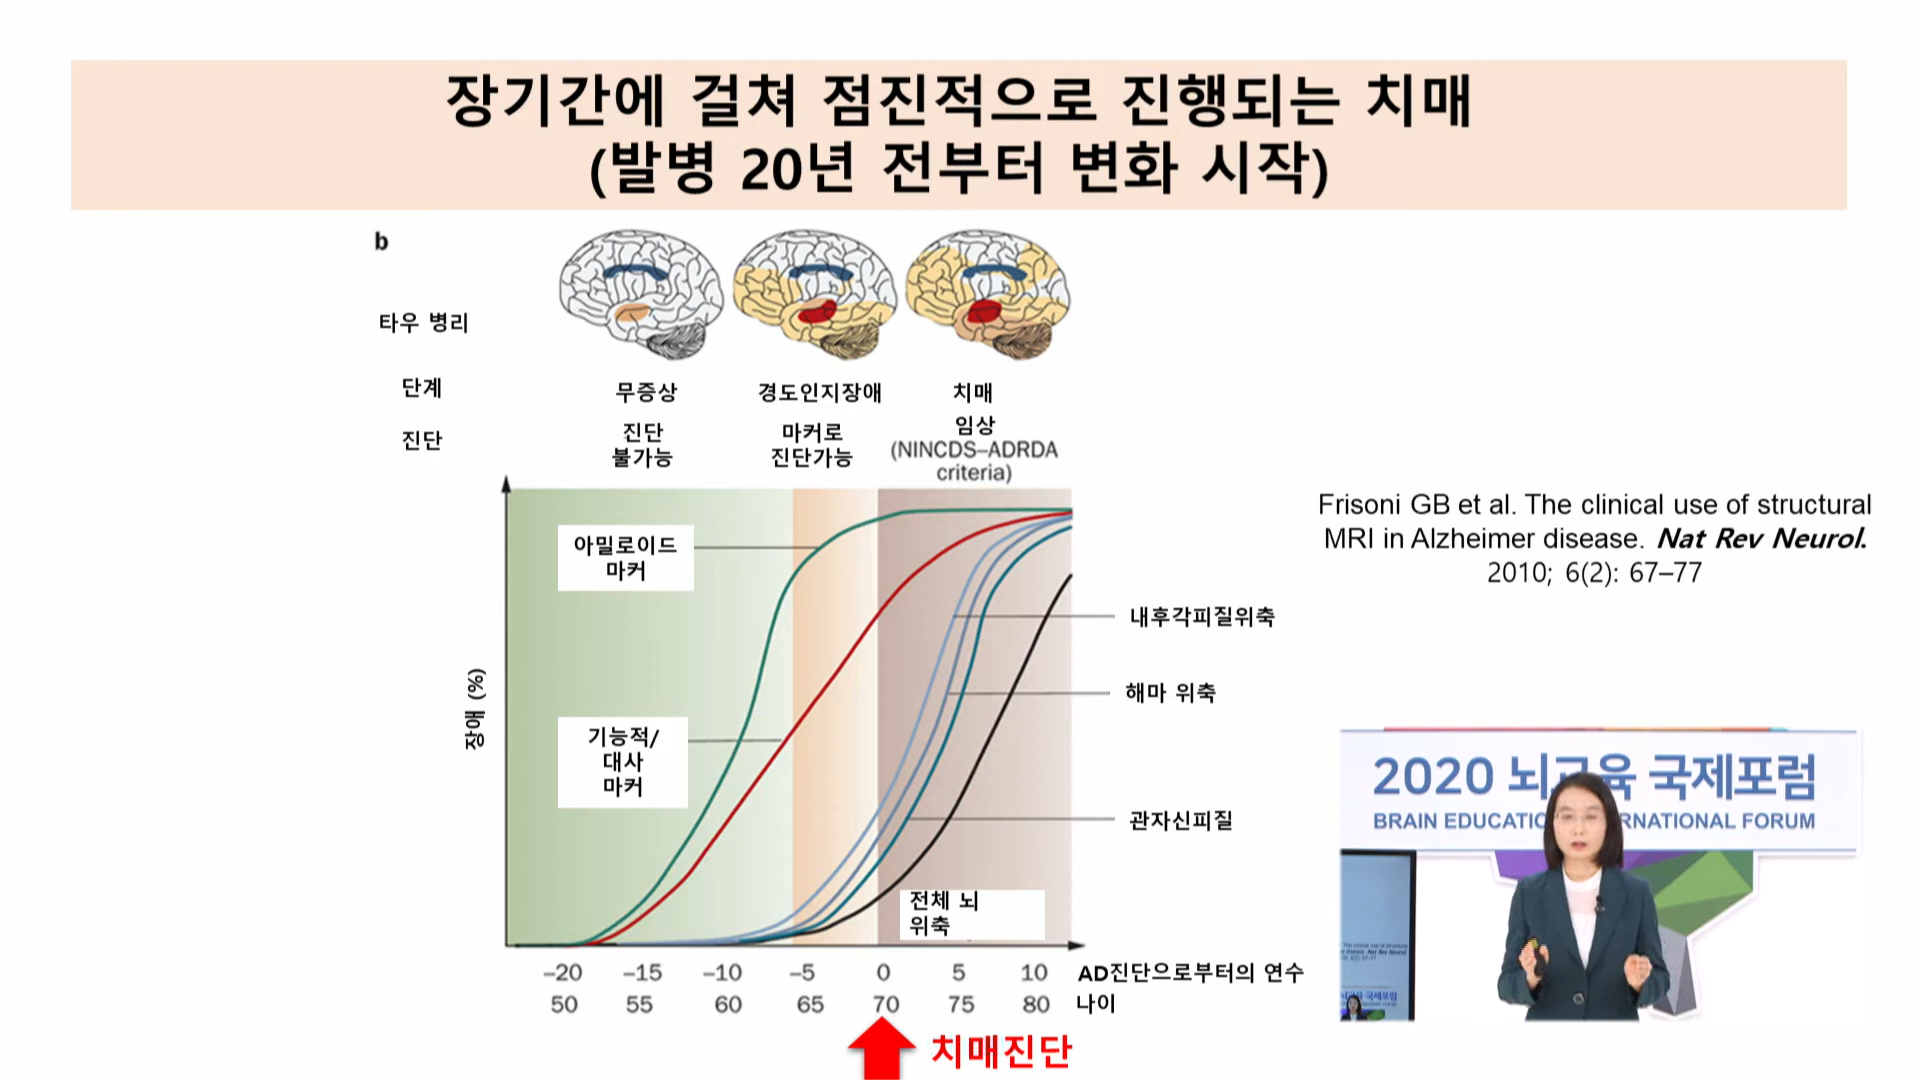 장기간에 걸쳐 점진적으로 진행되는 치매
(발병 20년 전부터 변화 시작)
b
타우 병리
단계
무증상
경도인지장애
치매
진단
진단
불가능
마커로
진단가능
임상
(NINCDS–ADRDA
criteria)
아밀로이드
마커
기능적/
대사
마커
장애 (%)
내후각피질위축
해마 위축
관자신피질
전체 뇌
위축
–20 –15 –10 –5 0 5 10 AD진단으로부터의 연수
50 55 60 65 70 75 80 나이
치매진단
Frisoni GB et al. The clinical use of structural
MRI in Alzheimer disease. Nat Rev Neurol.
2010; 6(2): 67–77
2020 뇌교육 국제포럼
BRAIN EDUCATIO RNATIONAL FORUM